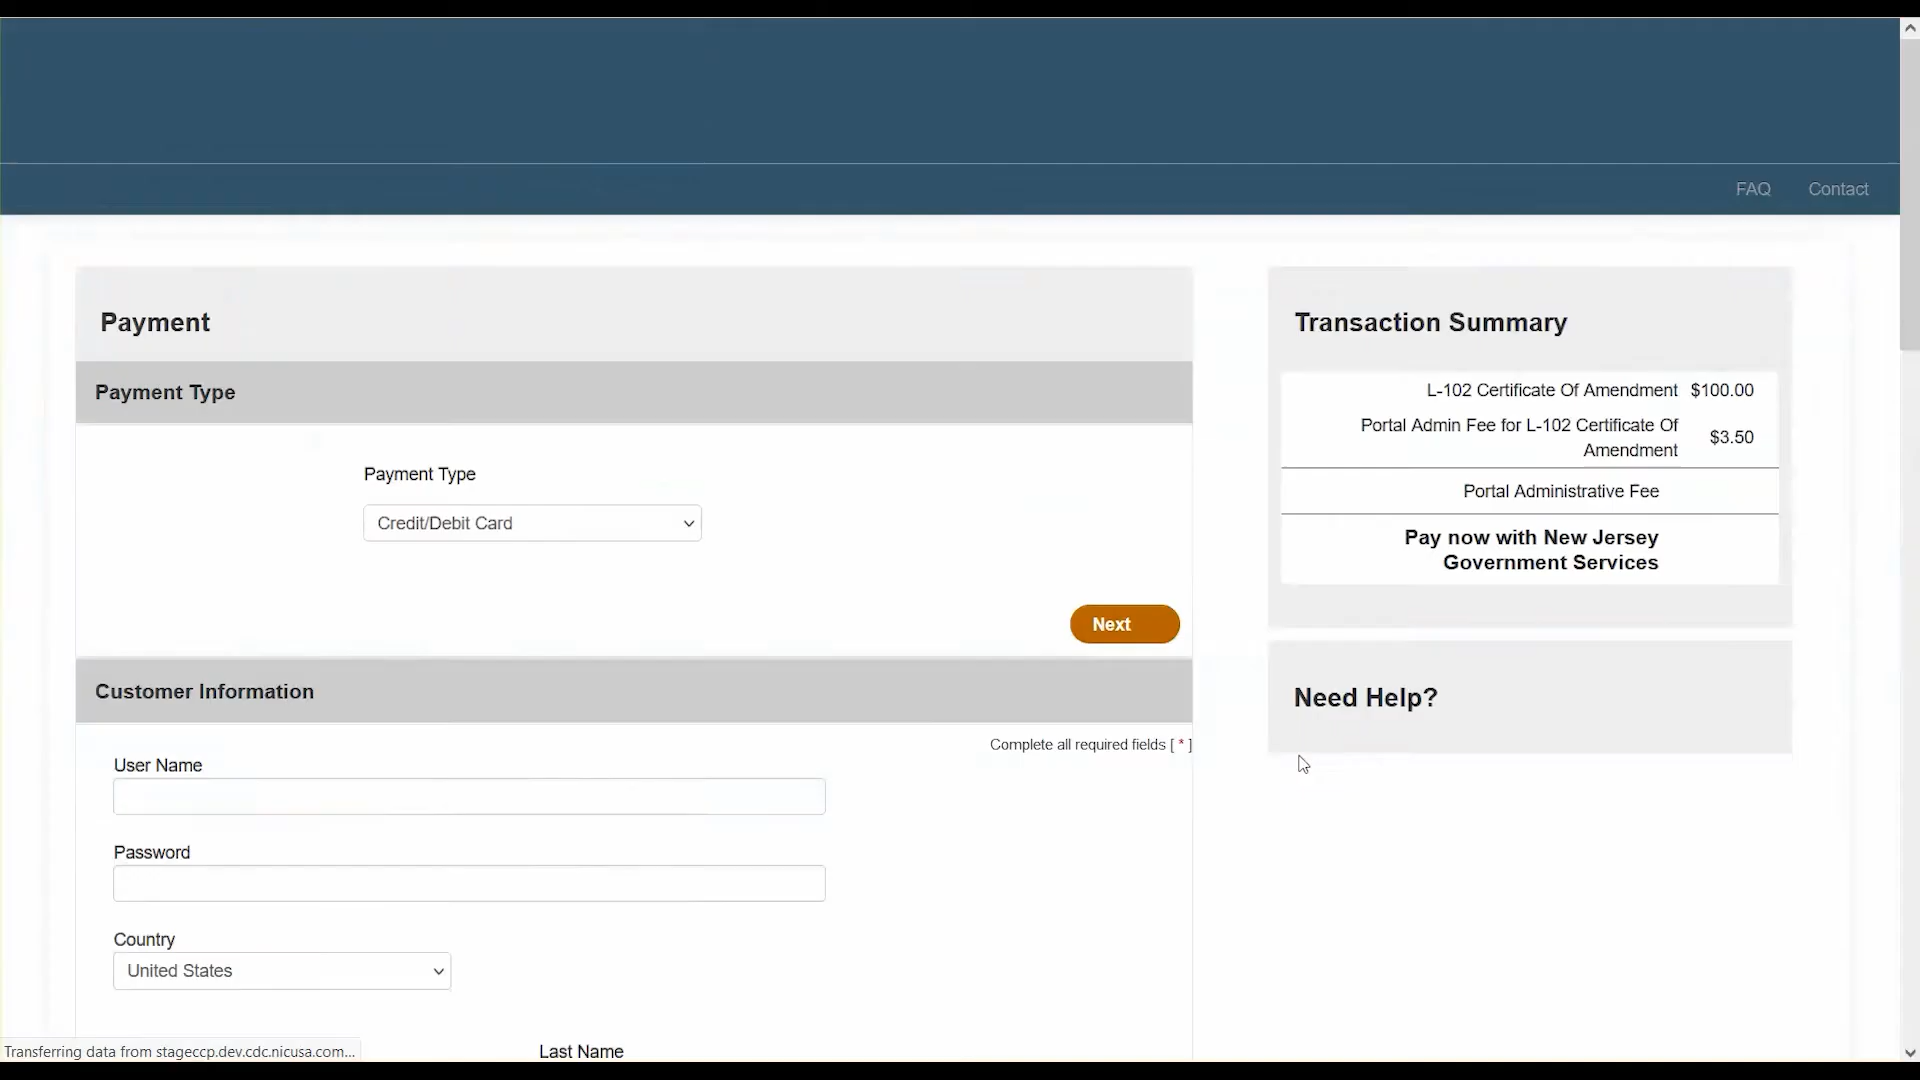 FAQ Contact
Payment
Payment Type
Payment Type
Credit/Debit Card
Next
Customer Information
Complete all required fields [ * ]
User Name
Password
Country
United States
Last Name
Transaction Summary
L-102 Certificate Of Amendment $100.00
Portal Admin Fee for L-102 Certificate Of
Amendment $3.50
Portal Administrative Fee
Pay now with New Jersey
Government Services
Need Help?
Transferring data from stageccp.dev.cdc.nicusa.com...